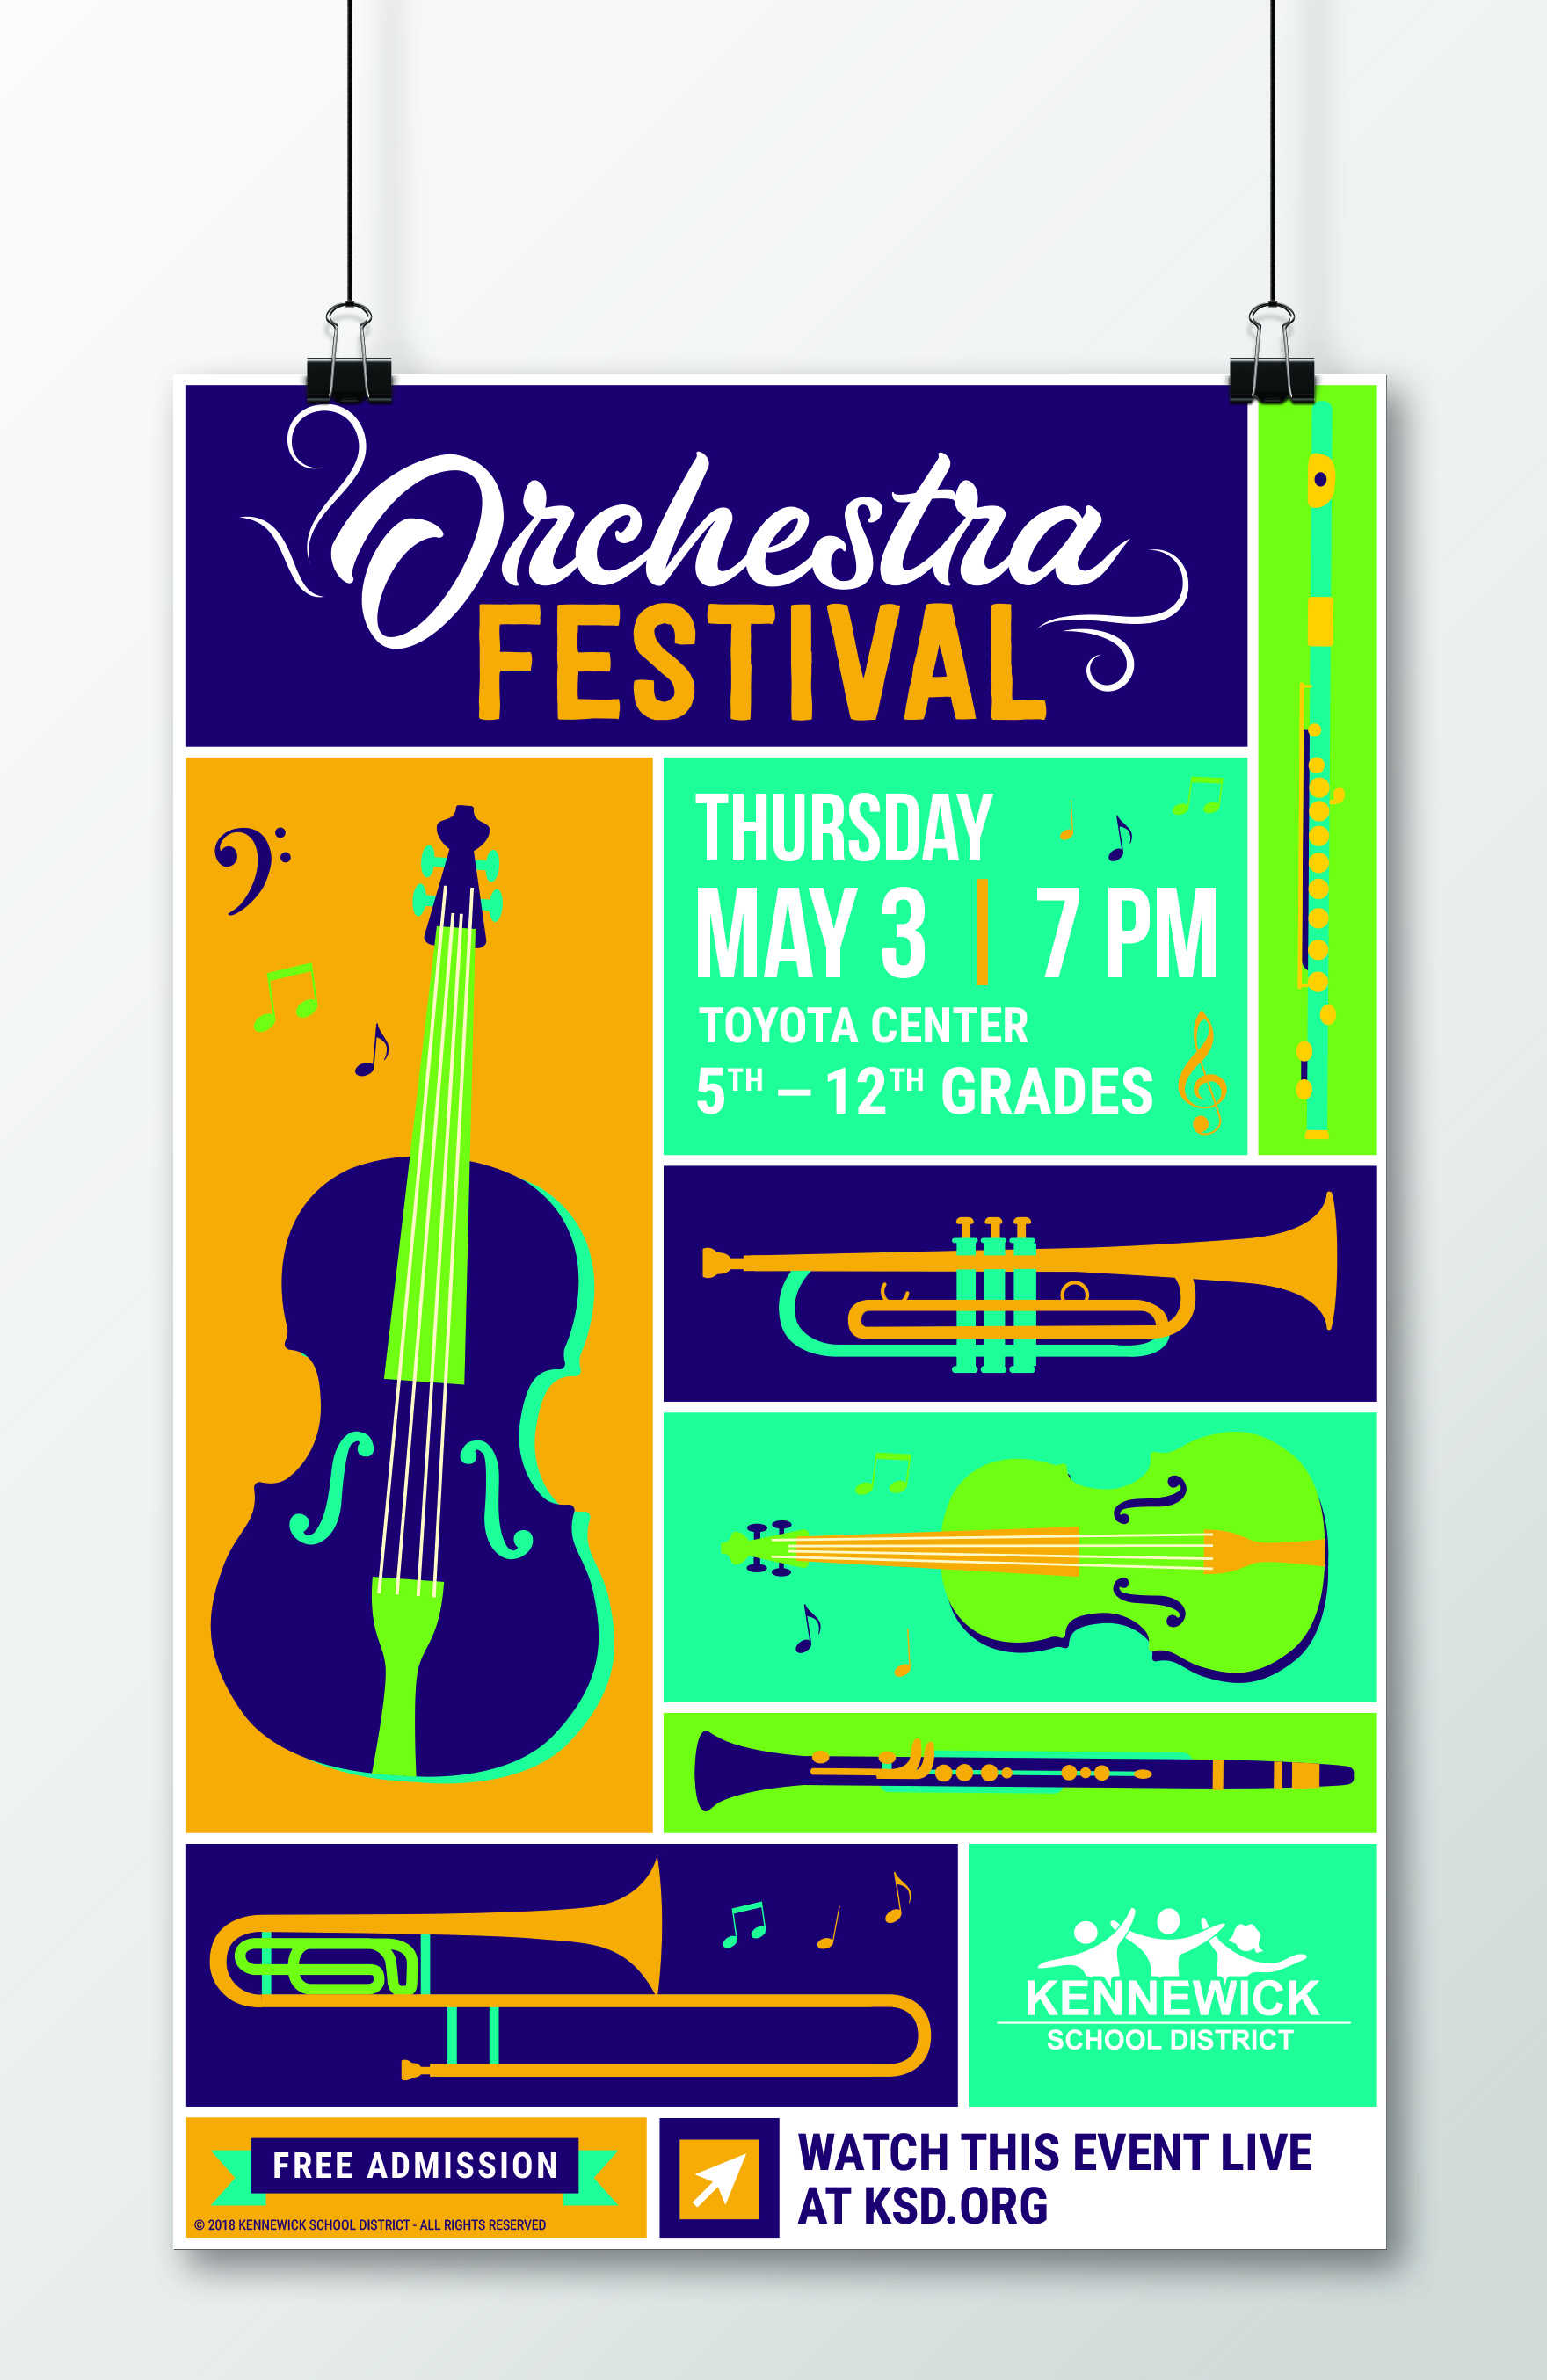 Orchestra
FESTIVAL
THURSDAY
MAY 3 | 7 PM
TOYOTA CENTER
5TH – 12TH GRADES
KENNEWICK
SCHOOL DISTRICT
FREE ADMISSION
© 2018 KENNEWICK SCHOOL DISTRICT - ALL RIGHTS RESERVED
WATCH THIS EVENT LIVE
AT KSD.ORG